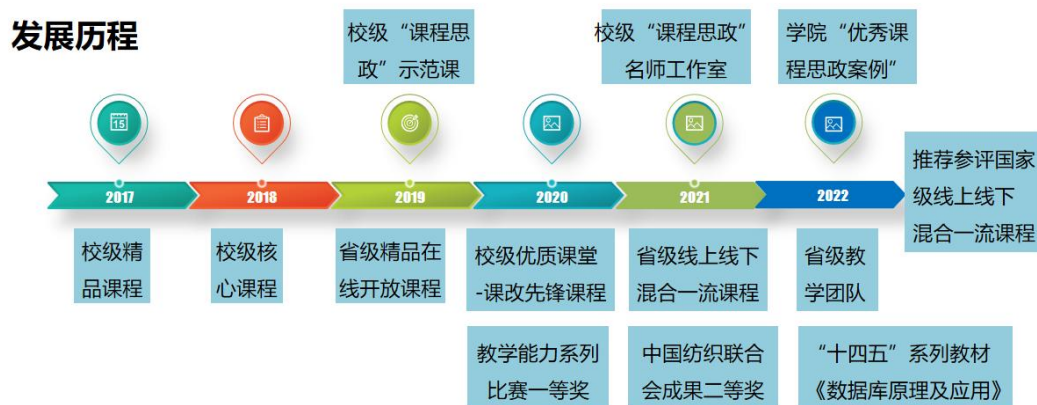 发展历程
校级“课程思
政”示范课
校级“课程思政”
名师工作室
学院“优秀课
程思政案例”
15
2017
2018
2019
2020
2021
2022
推荐参评国家
级线上线下
混合一流课程
校级精
品课程
校级核
心课程
省级精品在
线开放课程
校级优质课堂
-课改先锋课程
省级线上线下
混合一流课程
省级教
学团队
教学能力系列
比赛一等奖
中国纺织联合
会成果二等奖
“十四五”系列教材
《数据库原理及应用》